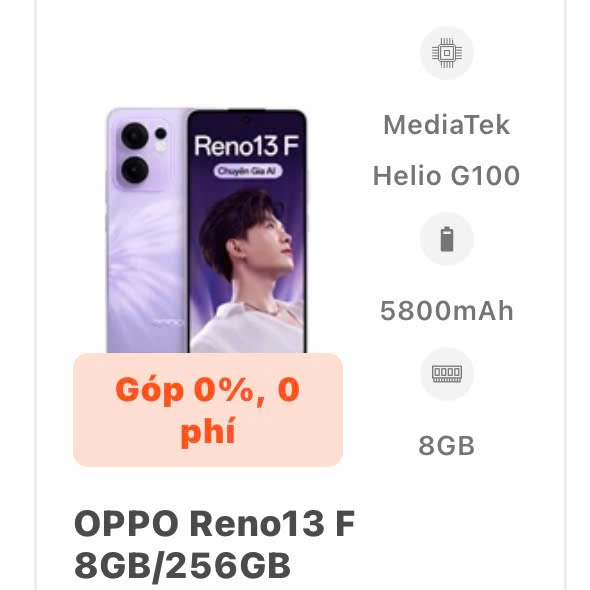 Reno13 F
Chuyên Gia AI
oppo
Góp 0%, 0
phí
MediaTek
Helio G100
5800mAh
8GB
OPPO Reno13 F
8GB/256GB